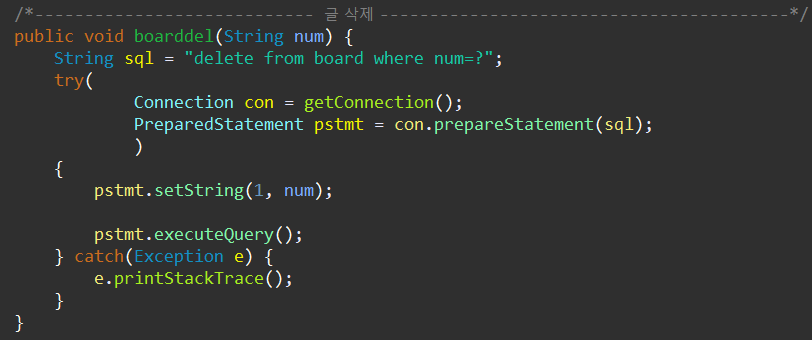 /*---------------------------- 글 삭제 -----------------------------------------*/
public void boarddel(String num) {
String sql = "delete from board where num=?";
try(
Connection con = getConnection();
PreparedStatement pstmt = con.prepareStatement(sql);
)
{
pstmt.setString(1, num);
pstmt.executeQuery();
} catch(Exception e) {
e.printStackTrace();
}
}